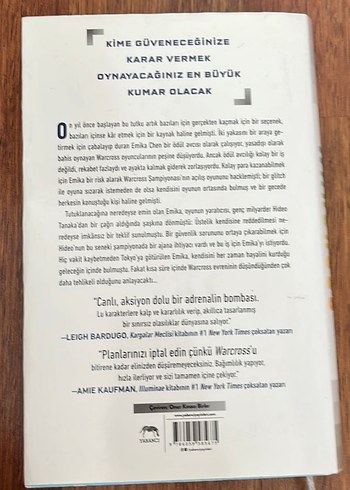 KİME GÜVENECEĞİNİZE
KARAR VERMEK
OYNAYACAĞINIZ EN BÜYÜK
KUMAR OLACAK
On yıl önce başlayan bu tutku artık bazıları için gerçekten kaçmak için bir seçenek,
bazıları içinse kâr etmek için bir kaynak haline gelmişti. İki yakasını bir araya ge-
tirmek için çabalayıp duran Emika Chen bir ödül avcısı olarak çalışıyor, yasadışı olarak
bahis oynayan Warcross oyuncularının peşine düşüyordu. Ancak ödül avcılığı kolay bir iş
değildi, rekabet fazlaydı ve ayakta kalmak giderek zorlaşıyordu. Kolay para kazanabilmek
için Emika bir risk alarak Warcross Şampiyonası'nın açılış oyununu hacklemişti; bir glitch
ile oyuna sızarak istemeden de olsa kendisini oyunun ortasında bulmuş ve bir gecede
herkesin konuştuğu kişi haline gelmişti.
Tutuklanacağına neredeyse emin olan Emika, oyunun yaratıcısı, genç milyarder Hideo
Tanaka'dan bir çağrı aldığında şaşkına dönmüştü: Üstelik kendisine reddedilmesi ne-
redeyse imkânsız bir teklif sunulmuştu. Bir güvenlik sorununu ortaya çıkarabilmek için
Hideo'nun bu seneki şampiyonada bir ajana ihtiyacı vardı ve bu iş için Emika'yı istiyordu.
Hiç vakit kaybetmeden Tokyo'ya götürülen Emika, kendisini her zaman hayalini kurduğu
geleceğin içinde bulmuştu. Fakat kısa süre içinde Warcross evreninin düşündüğünden çok
daha tehlikeli olduğunu anlayacaktı...
"Canlı, aksiyon dolu bir adrenalin bombası.
Lu karakterlere kalp ve kararlılık verip, akıllıca tasarlanmış
bir sınırsız olasılıklar dünyasına salıyor."
—LEIGH BARDUGO, Kargalar Meclisi kitabının #1 New York Times çoksatan yazarı
"Planlarınızı iptal edin çünkü Warcross'u
bitirene kadar elinizden düşüremeyeceksiniz. Bağımlılık yapıyor,
hızla ilerliyor ve sizi tamamen içine çekiyor."
—AMIE KAUFMAN, Illuminae kitabının #1 New York Times çoksatan yazarı
YABANCI